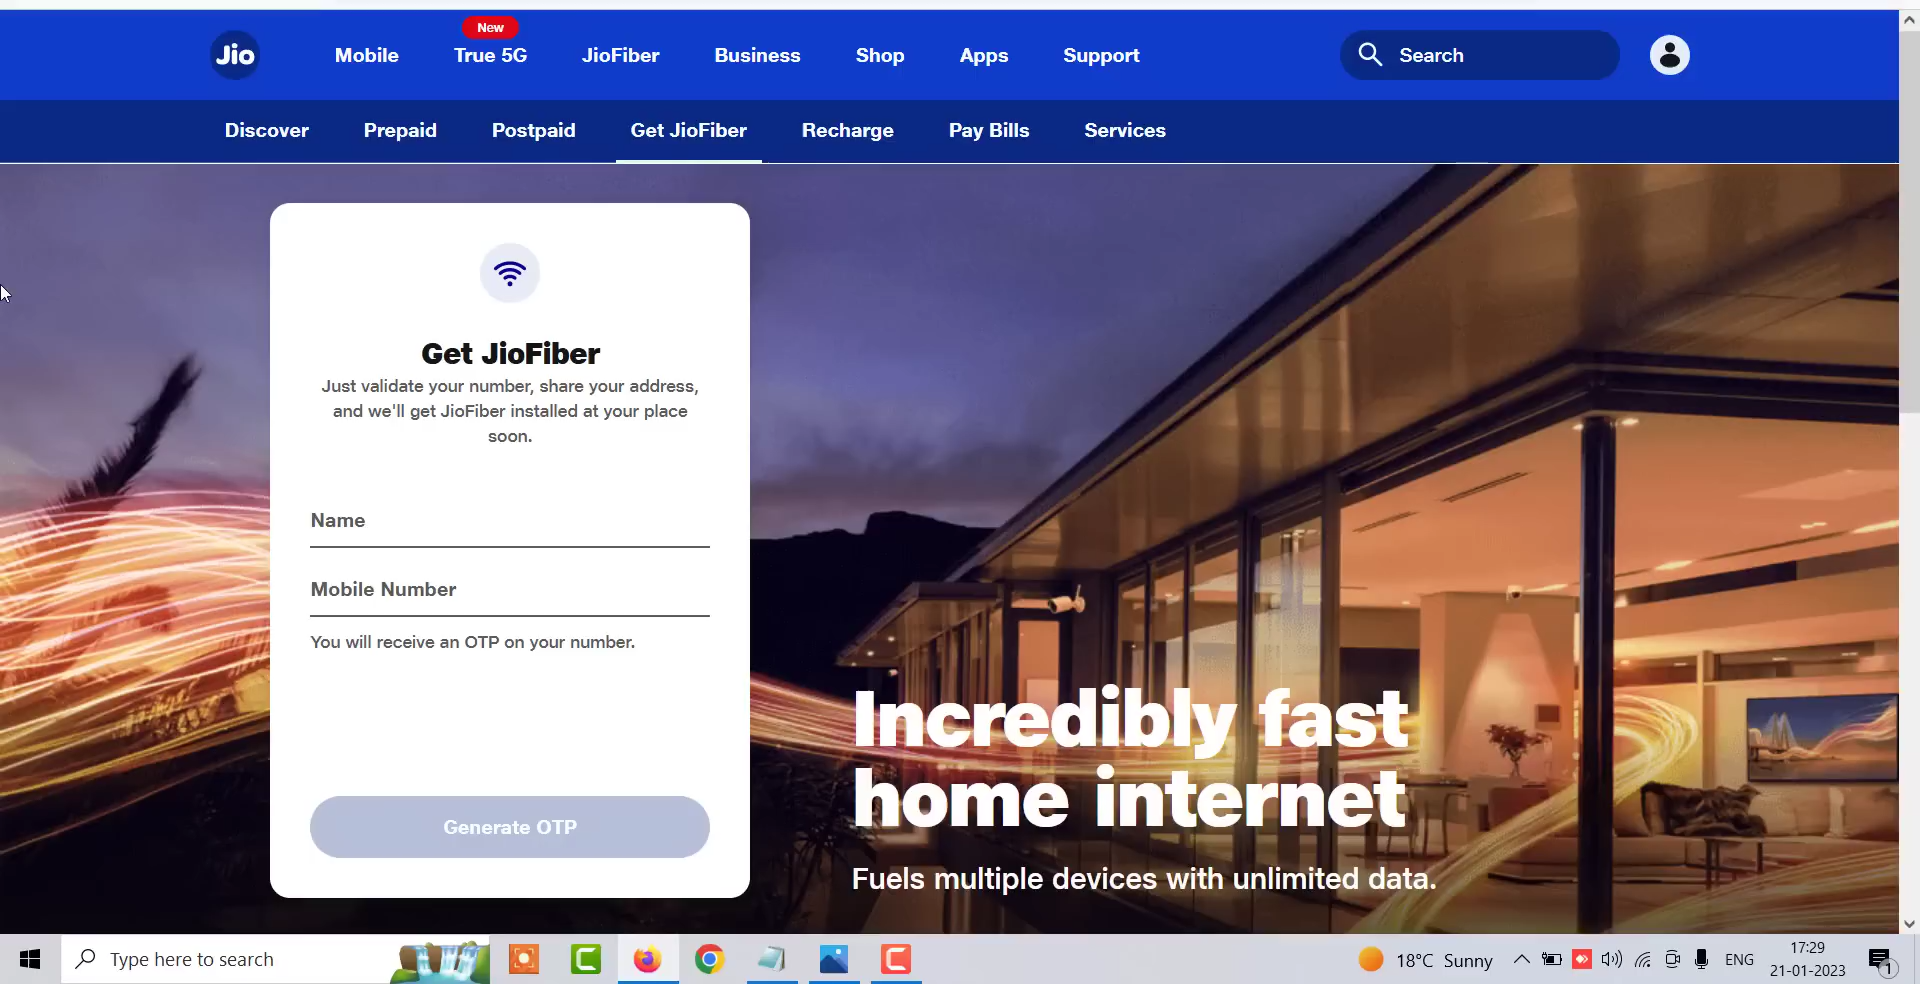 New
Jio
Mobile
True 5G
JioFiber
Business
Shop
Apps
Support
Search
Discover
Prepaid
Postpaid
Get JioFiber
Recharge
Pay Bills
Services
Get JioFiber
Just validate your number, share your address,
and we'll get JioFiber installed at your place
soon.
Name
Mobile Number
You will receive an OTP on your number.
Generate OTP
Incredibly fast
home internet
Fuels multiple devices with unlimited data.
Type here to search
18°C Sunny
ENG
17:29
21-01-2023
1